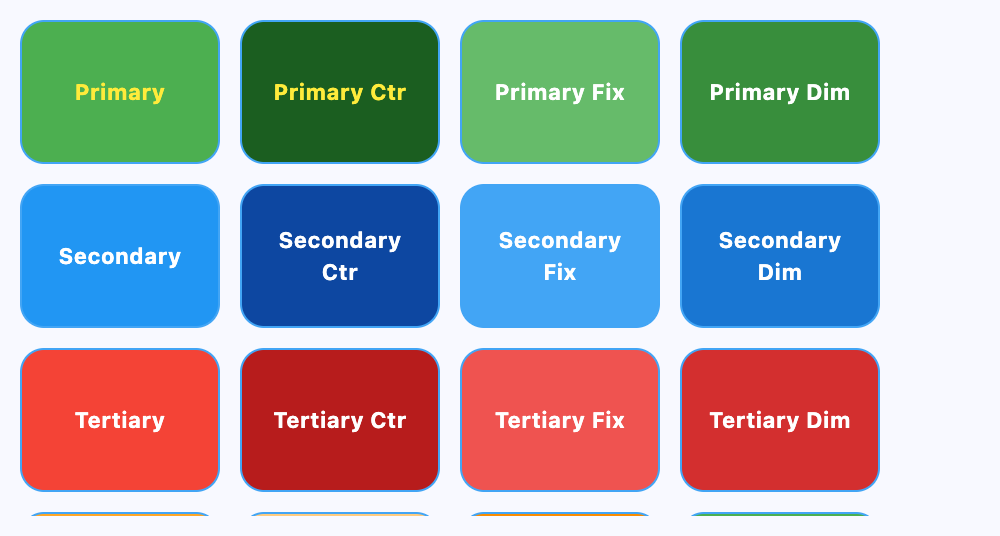 Primary
Primary Ctr
Primary Fix
Primary Dim
Secondary
Secondary
Ctr
Secondary
Fix
Secondary
Dim
Tertiary
Tertiary Ctr
Tertiary Fix
Tertiary Dim